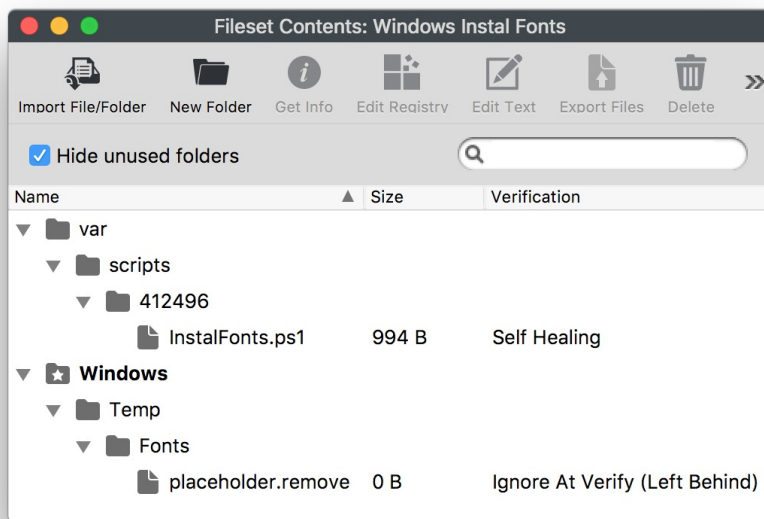 Fileset Contents: Windows Instal Fonts
Import File/Folder New Folder Get Info Edit Registry Edit Text Export Files Delete
Hide unused folders
Name Size Verification
var
scripts
412496
InstalFonts.ps1 994 B Self Healing
Windows
Temp
Fonts
placeholder.remove 0 B Ignore At Verify (Left Behind)